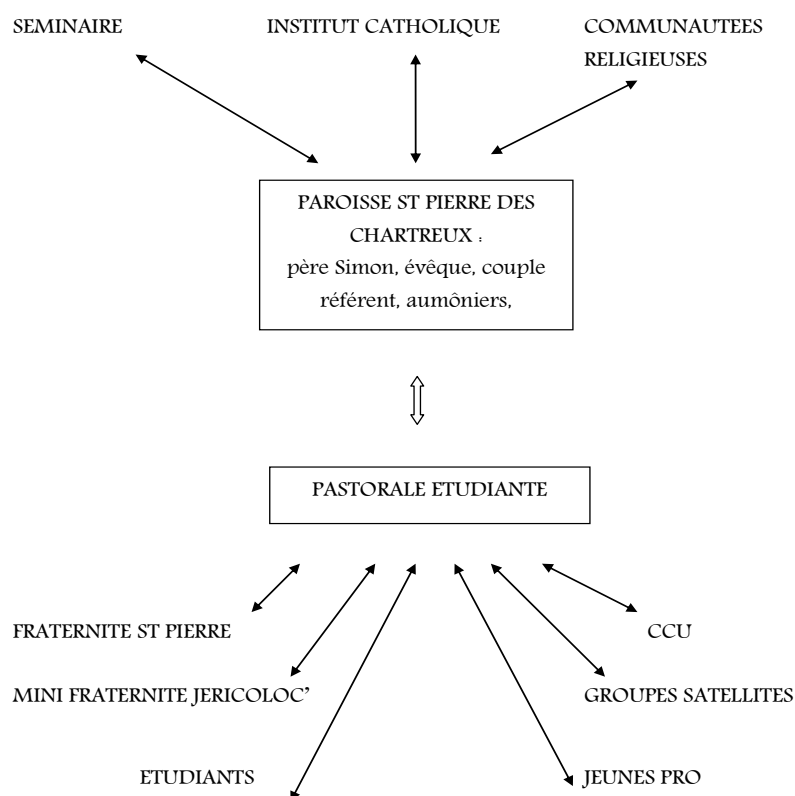 SEMINAIRE
INSTITUT CATHOLIQUE
COMMUNAUTEES
RELIGIEUSES
PAROISSE ST PIERRE DES
CHARTREUX :
père Simon, évêque, couple
référent, aumôniers,
PASTORALE ETUDIANTE
FRATERNITE ST PIERRE
CCU
MINI FRATERNITE JERICOLOC’
GROUPES SATELLITES
ETUDIANTS
JEUNES PRO